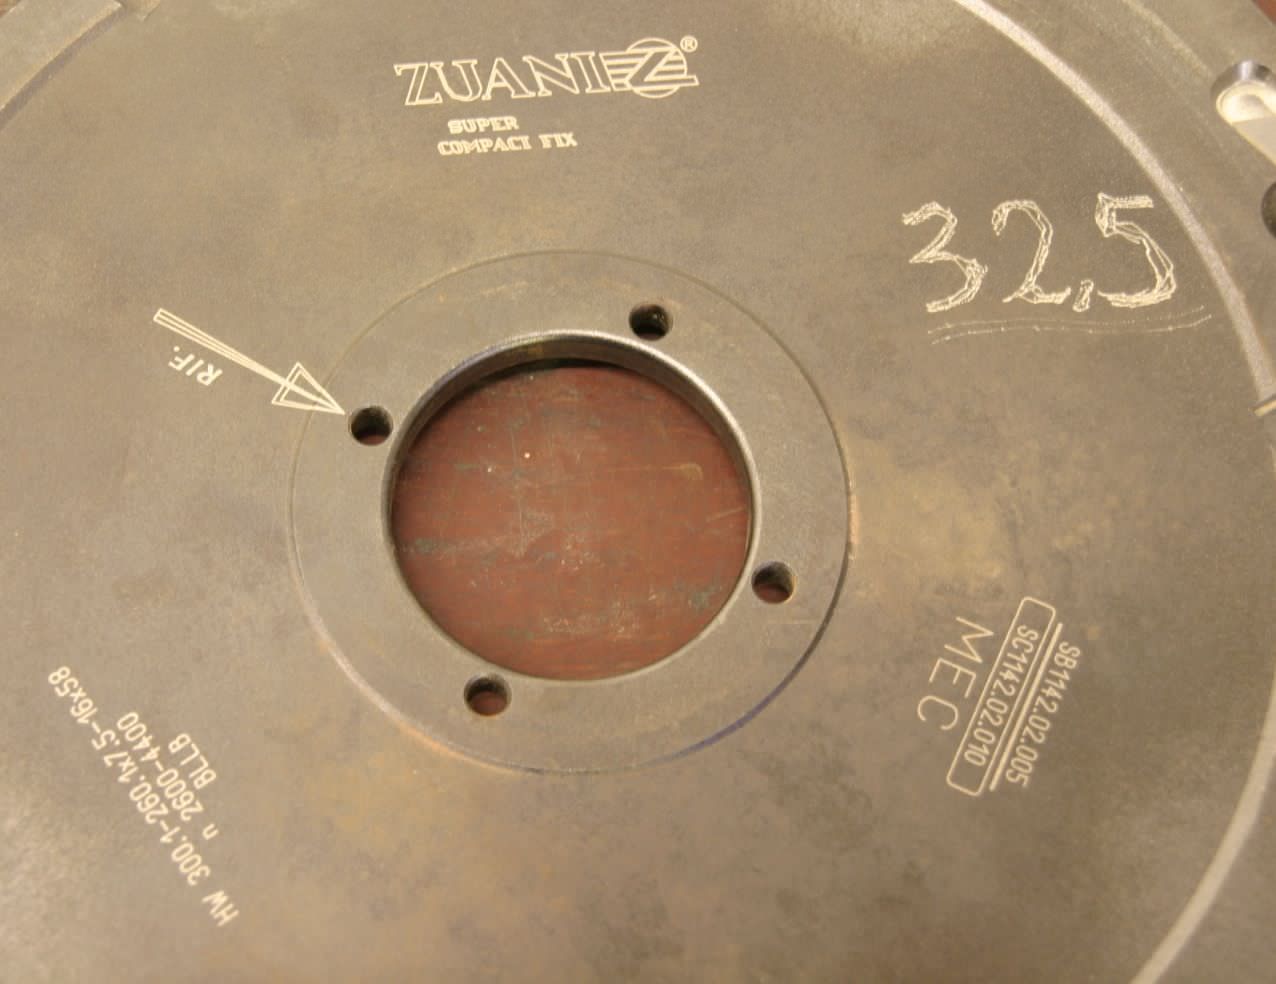 ZUANI Z®
SUPER
COMPACT FIX
32,5
RIF.
SB1142.02.005
SC1142.02.010
MEC
HW 300.1-260.1x7.5-16x58
n 2600-4400
BLLB